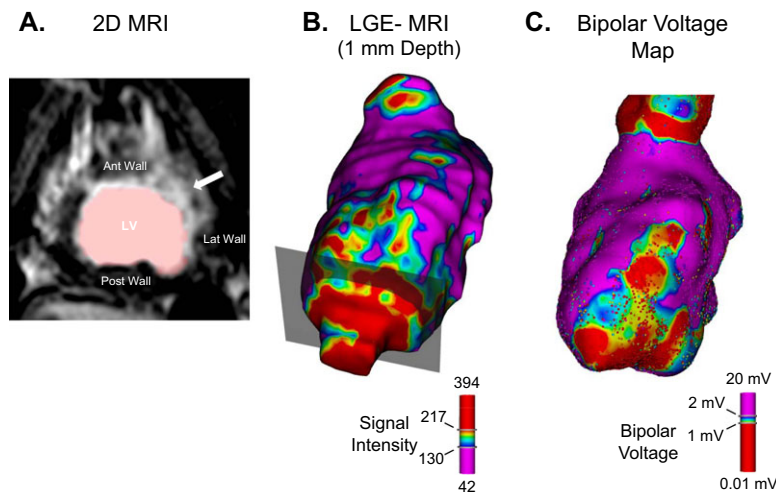 A. 2D MRI
B. LGE- MRI
(1 mm Depth)
C. Bipolar Voltage
Map
Ant Wall
LV
Lat Wall
Post Wall
394
217
Signal
Intensity
130
42
20 mV
2 mV
1 mV
Bipolar
Voltage
0.01 mV